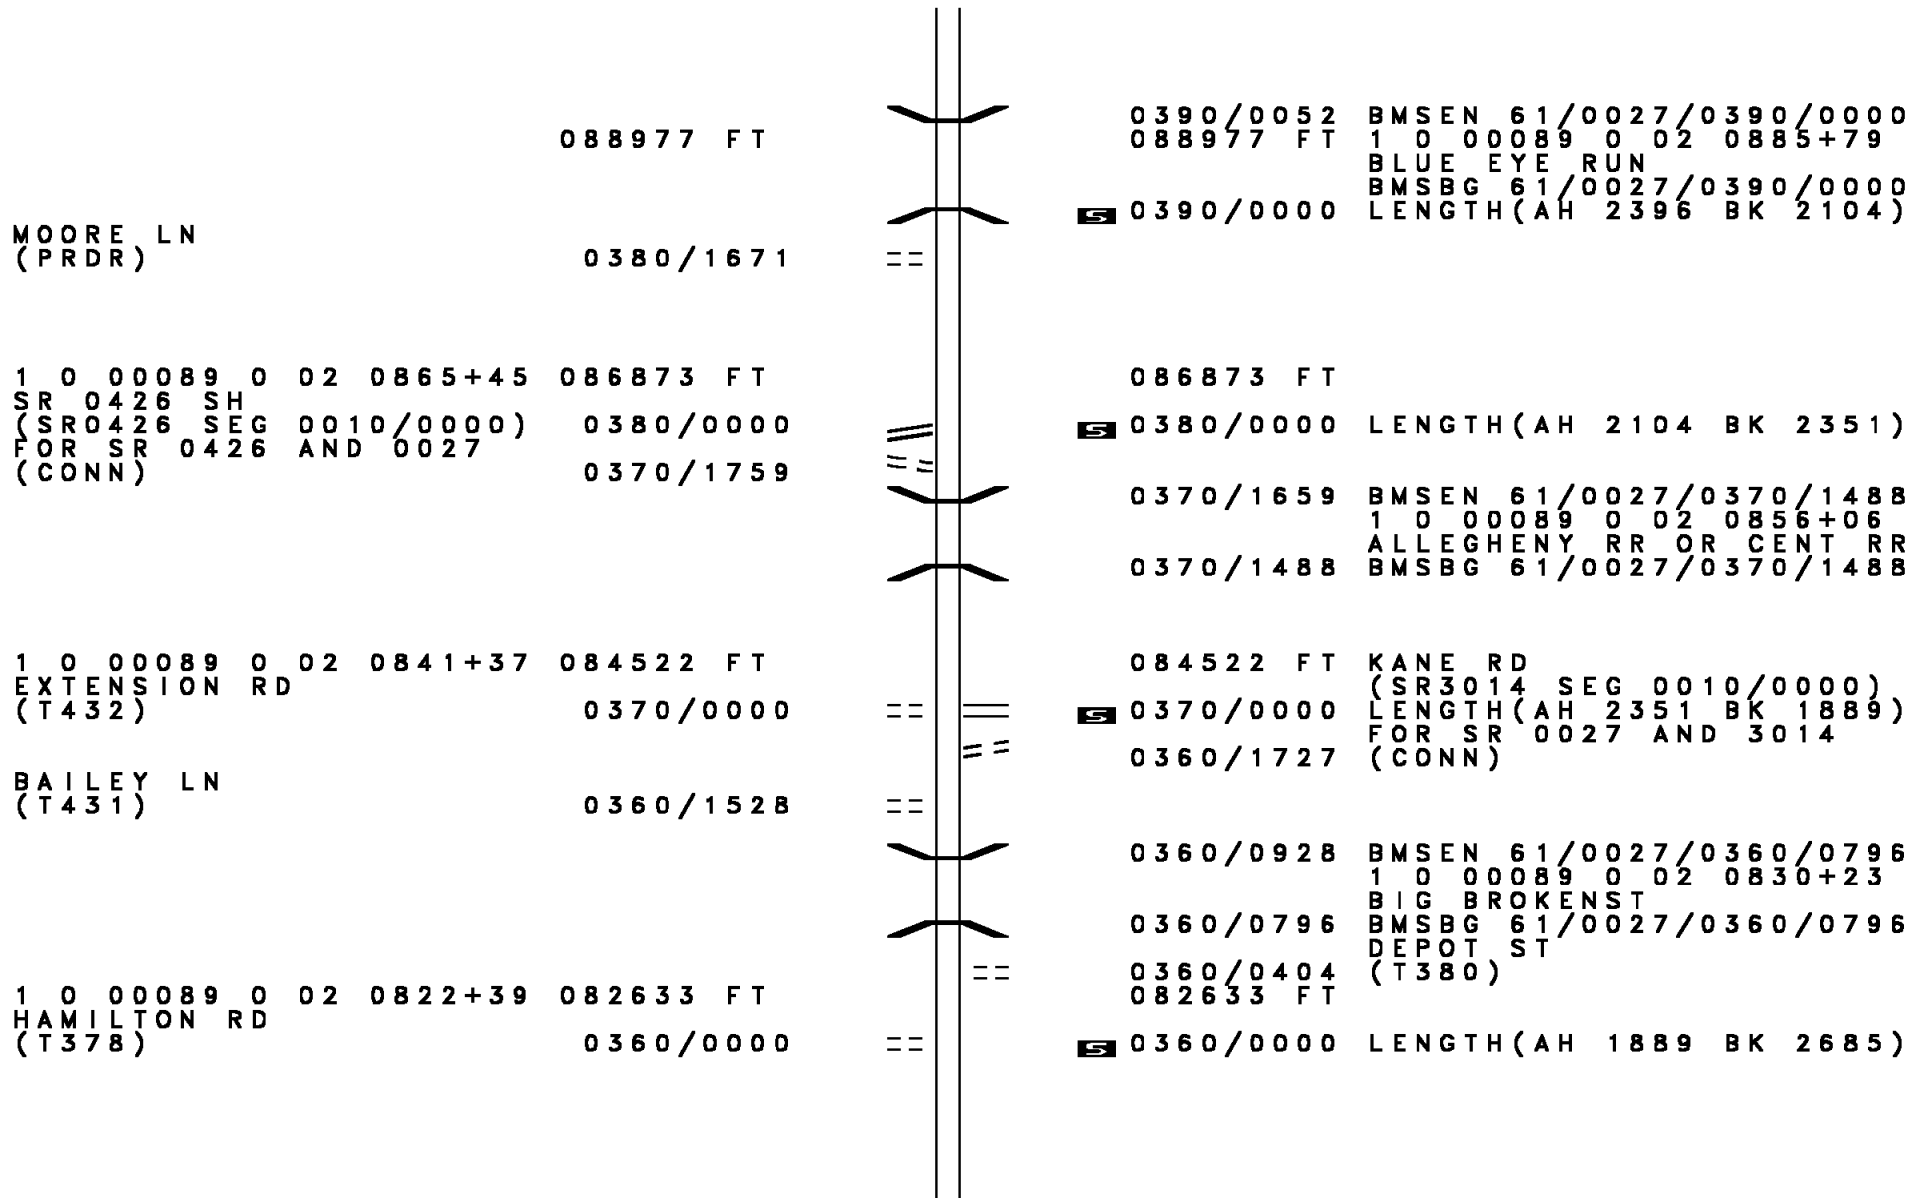 0390/0052 BMSEN 61/0027/0390/0000
088977 FT 088977 FT 1 0 00089 0 02 0885+79
BLUE EYE RUN
BMSBG 61/0027/0390/0000
S 0390/0000 LENGTH(AH 2396 BK 2104)
MOORE LN
(PRDR) 0380/1671
1 0 00089 0 02 0865+45 086873 FT 086873 FT
SR 0426 SH
(SR0426 SEG 0010/0000) 0380/0000 S 0380/0000 LENGTH(AH 2104 BK 2351)
FOR SR 0426 AND 0027
(CONN) 0370/1759
0370/1659 BMSEN 61/0027/0370/1488
1 0 00089 0 02 0856+06
ALLEGHENY RR OR CENT RR
0370/1488 BMSBG 61/0027/0370/1488
1 0 00089 0 02 0841+37 084522 FT 084522 FT KANE RD
EXTENSION RD (SR3014 SEG 0010/0000)
(T432) 0370/0000 S 0370/0000 LENGTH(AH 2351 BK 1889)
FOR SR 0027 AND 3014
0360/1727 (CONN)
BAILEY LN
(T431) 0360/1528
0360/0928 BMSEN 61/0027/0360/0796
1 0 00089 0 02 0830+23
BIG BROKENST
0360/0796 BMSBG 61/0027/0360/0796
DEPOT ST
0360/0404 (T380)
1 0 00089 0 02 0822+39 082633 FT 082633 FT
HAMILTON RD
(T378) 0360/0000 S 0360/0000 LENGTH(AH 1889 BK 2685)